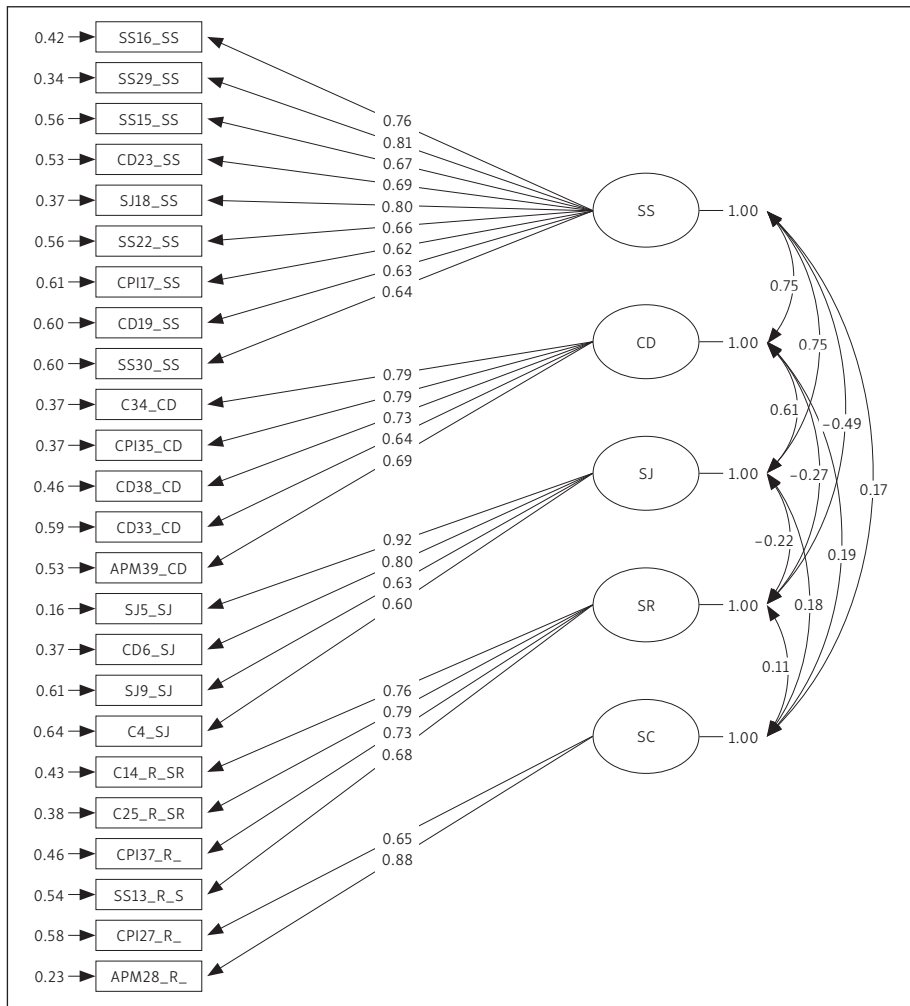 0.42 SS16_SS
0.34 SS29_SS
0.56 SS15_SS
0.53 CD23_SS
0.37 SJ18_SS
0.56 SS22_SS
0.61 CPI17_SS
0.60 CD19_SS
0.60 SS30_SS
0.37 C34_CD
0.37 CPI35_CD
0.46 CD38_CD
0.59 CD33_CD
0.53 APM39_CD
0.16 SJ5_SJ
0.37 CD6_SJ
0.61 SJ9_SJ
0.64 C4_SJ
0.43 C14_R_SR
0.38 C25_R_SR
0.46 CPI37_R_
0.54 SS13_R_S
0.58 CPI27_R_
0.23 APM28_R_
0.76
0.81
0.67
0.69
0.80
0.66
0.62
0.63
0.64
0.79
0.79
0.73
0.64
0.69
0.92
0.80
0.63
0.60
0.76
0.79
0.73
0.68
0.65
0.88
SS 1.00
CD 1.00
SJ 1.00
SR 1.00
SC 1.00
0.75
0.75
0.61
−0.49
−0.27
0.17
−0.22
0.19
0.18
0.11